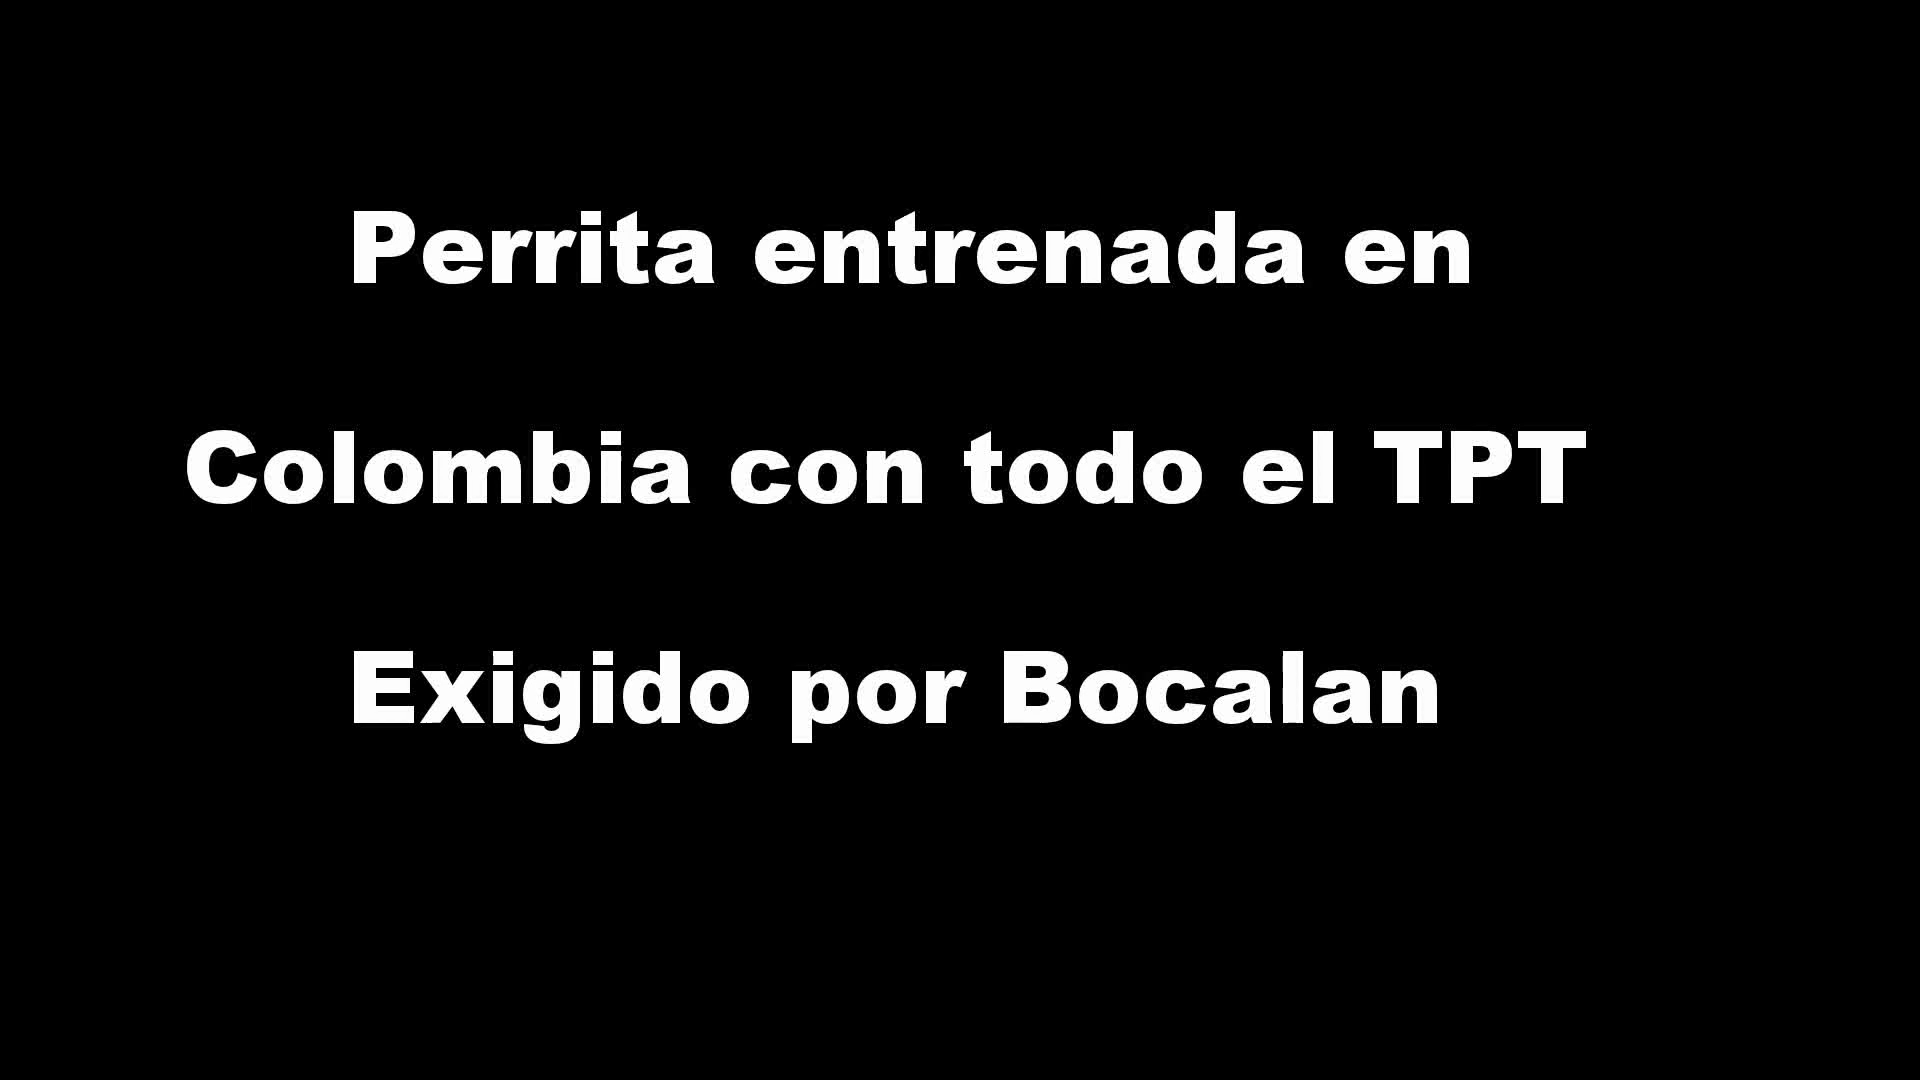 Perrita entrenada en
Colombia con todo el TPT
Exigido por Bocalan